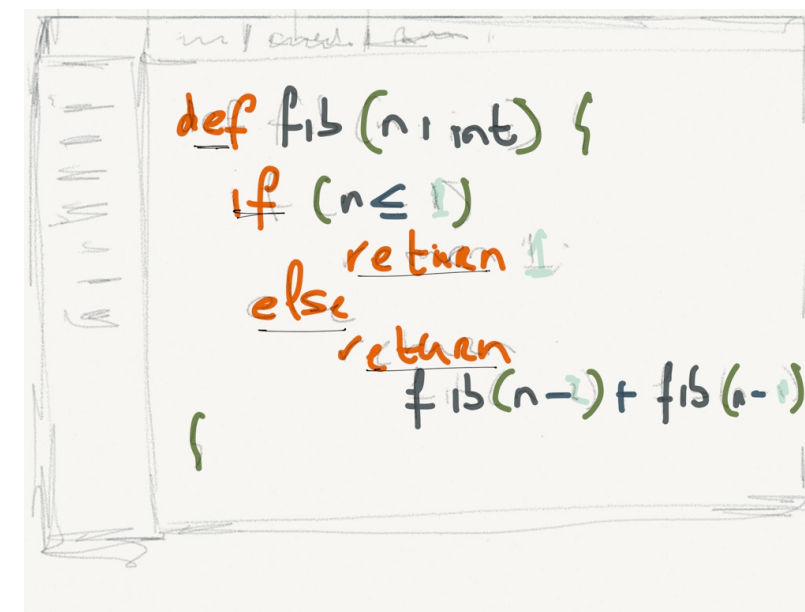 def fib (n : int) {
if (n ≤ 1)
return 1
else
return
fib (n - 2) + fib (n - 1)